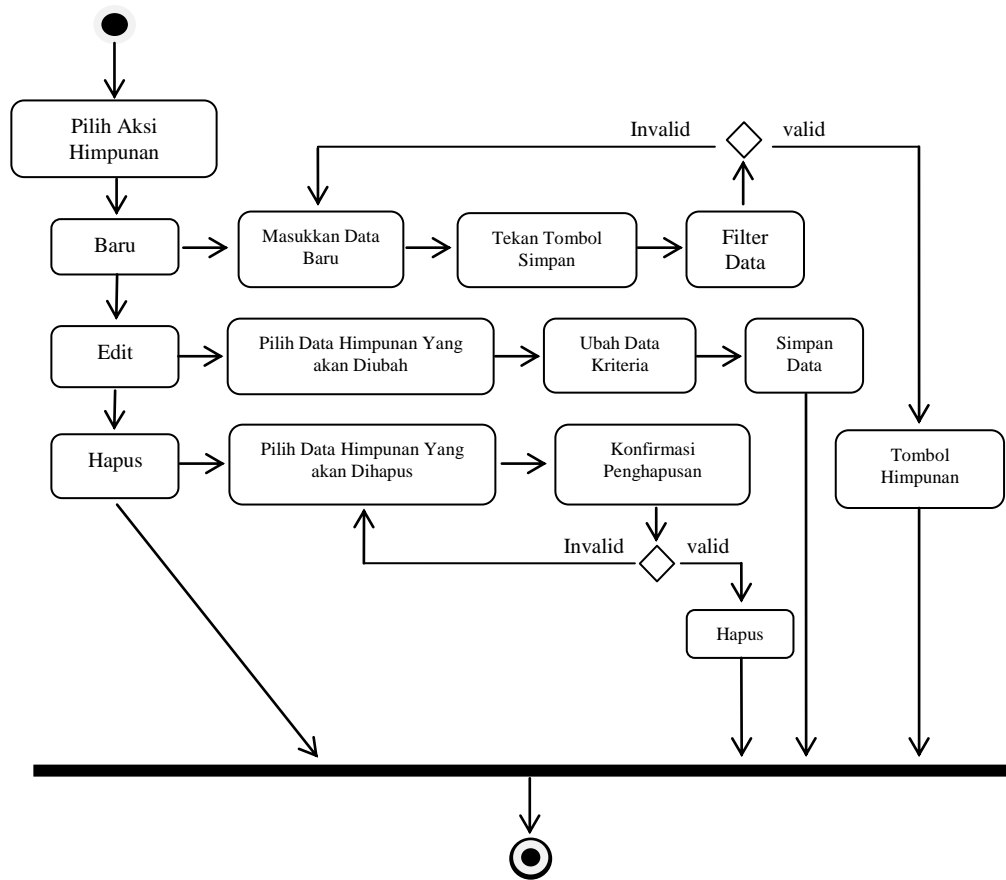 Pilih Aksi
Himpunan
Invalid
valid
Baru
Masukkan Data
Baru
Tekan Tombol
Simpan
Filter
Data
Edit
Pilih Data Himpunan Yang
akan Diubah
Ubah Data
Kriteria
Simpan
Data
Hapus
Pilih Data Himpunan Yang
akan Dihapus
Konfirmasi
Penghapusan
Tombol
Himpunan
Invalid
valid
Hapus